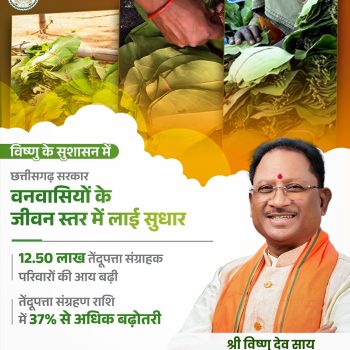 विष्णु के सुशासन में
छत्तीसगढ़ सरकार
वनवासियों के
जीवन स्तर में लाई सुधार
12.50 लाख तेंदूपत्ता संग्राहक
परिवारों की आय बढ़ी
तेंदूपत्ता संग्रहण राशि
में 37% से अधिक बढ़ोतरी
श्री विष्णु देव साय